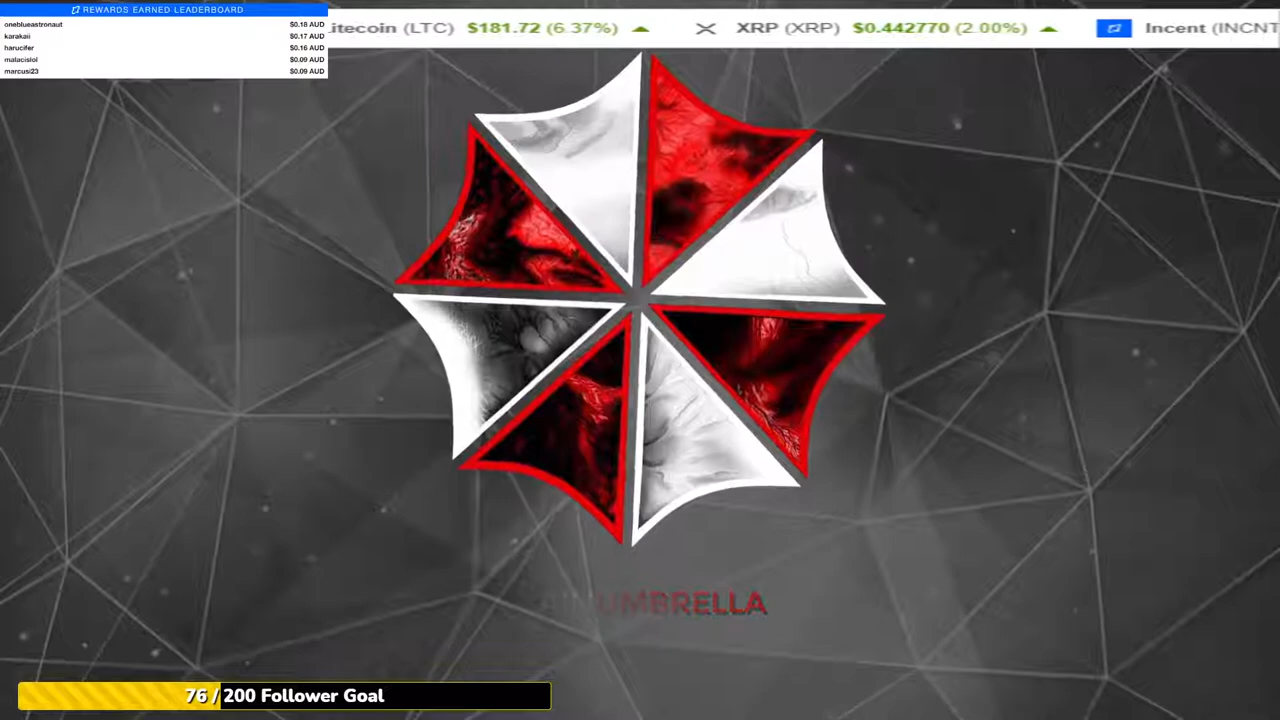 REWARDS EARNED LEADERBOARD
oneblueastronaut $0.18 AUD
karakaii $0.17 AUD
harucifer $0.16 AUD
malacislol $0.09 AUD
marcusi23 $0.09 AUD
itecoin (LTC) $181.72 (6.37%) XRP (XRP) $0.442770 (2.00%) Incent (INCNT
UMBRELLA
76 / 200 Follower Goal